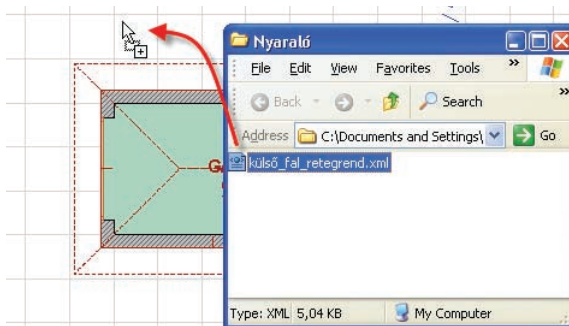 Nyaraló
File Edit View Favorites Tools »
Back Search »
Address C:\Documents and Settings\ Go
külső_fal_retegrend.xml
Type: XML 5,04 KB My Computer